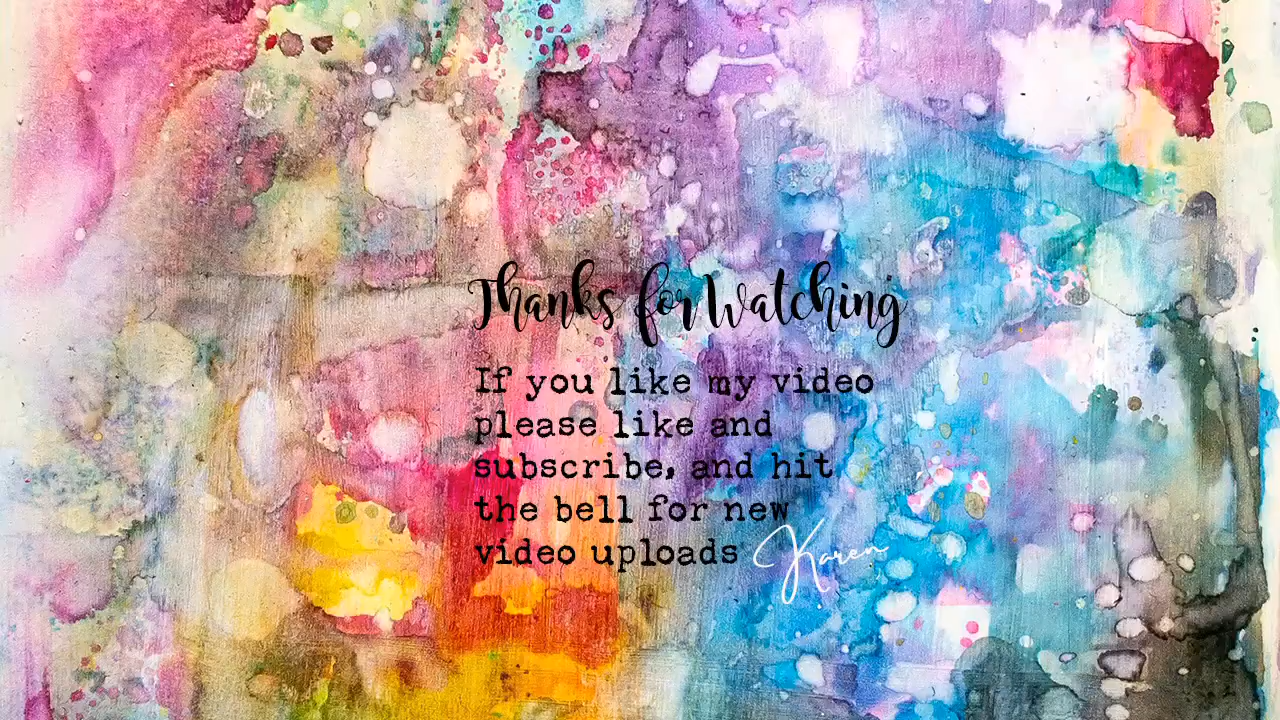 Thanks for Watching
If you like my video
please like and
subscribe, and hit
the bell for new
video uploads Karen